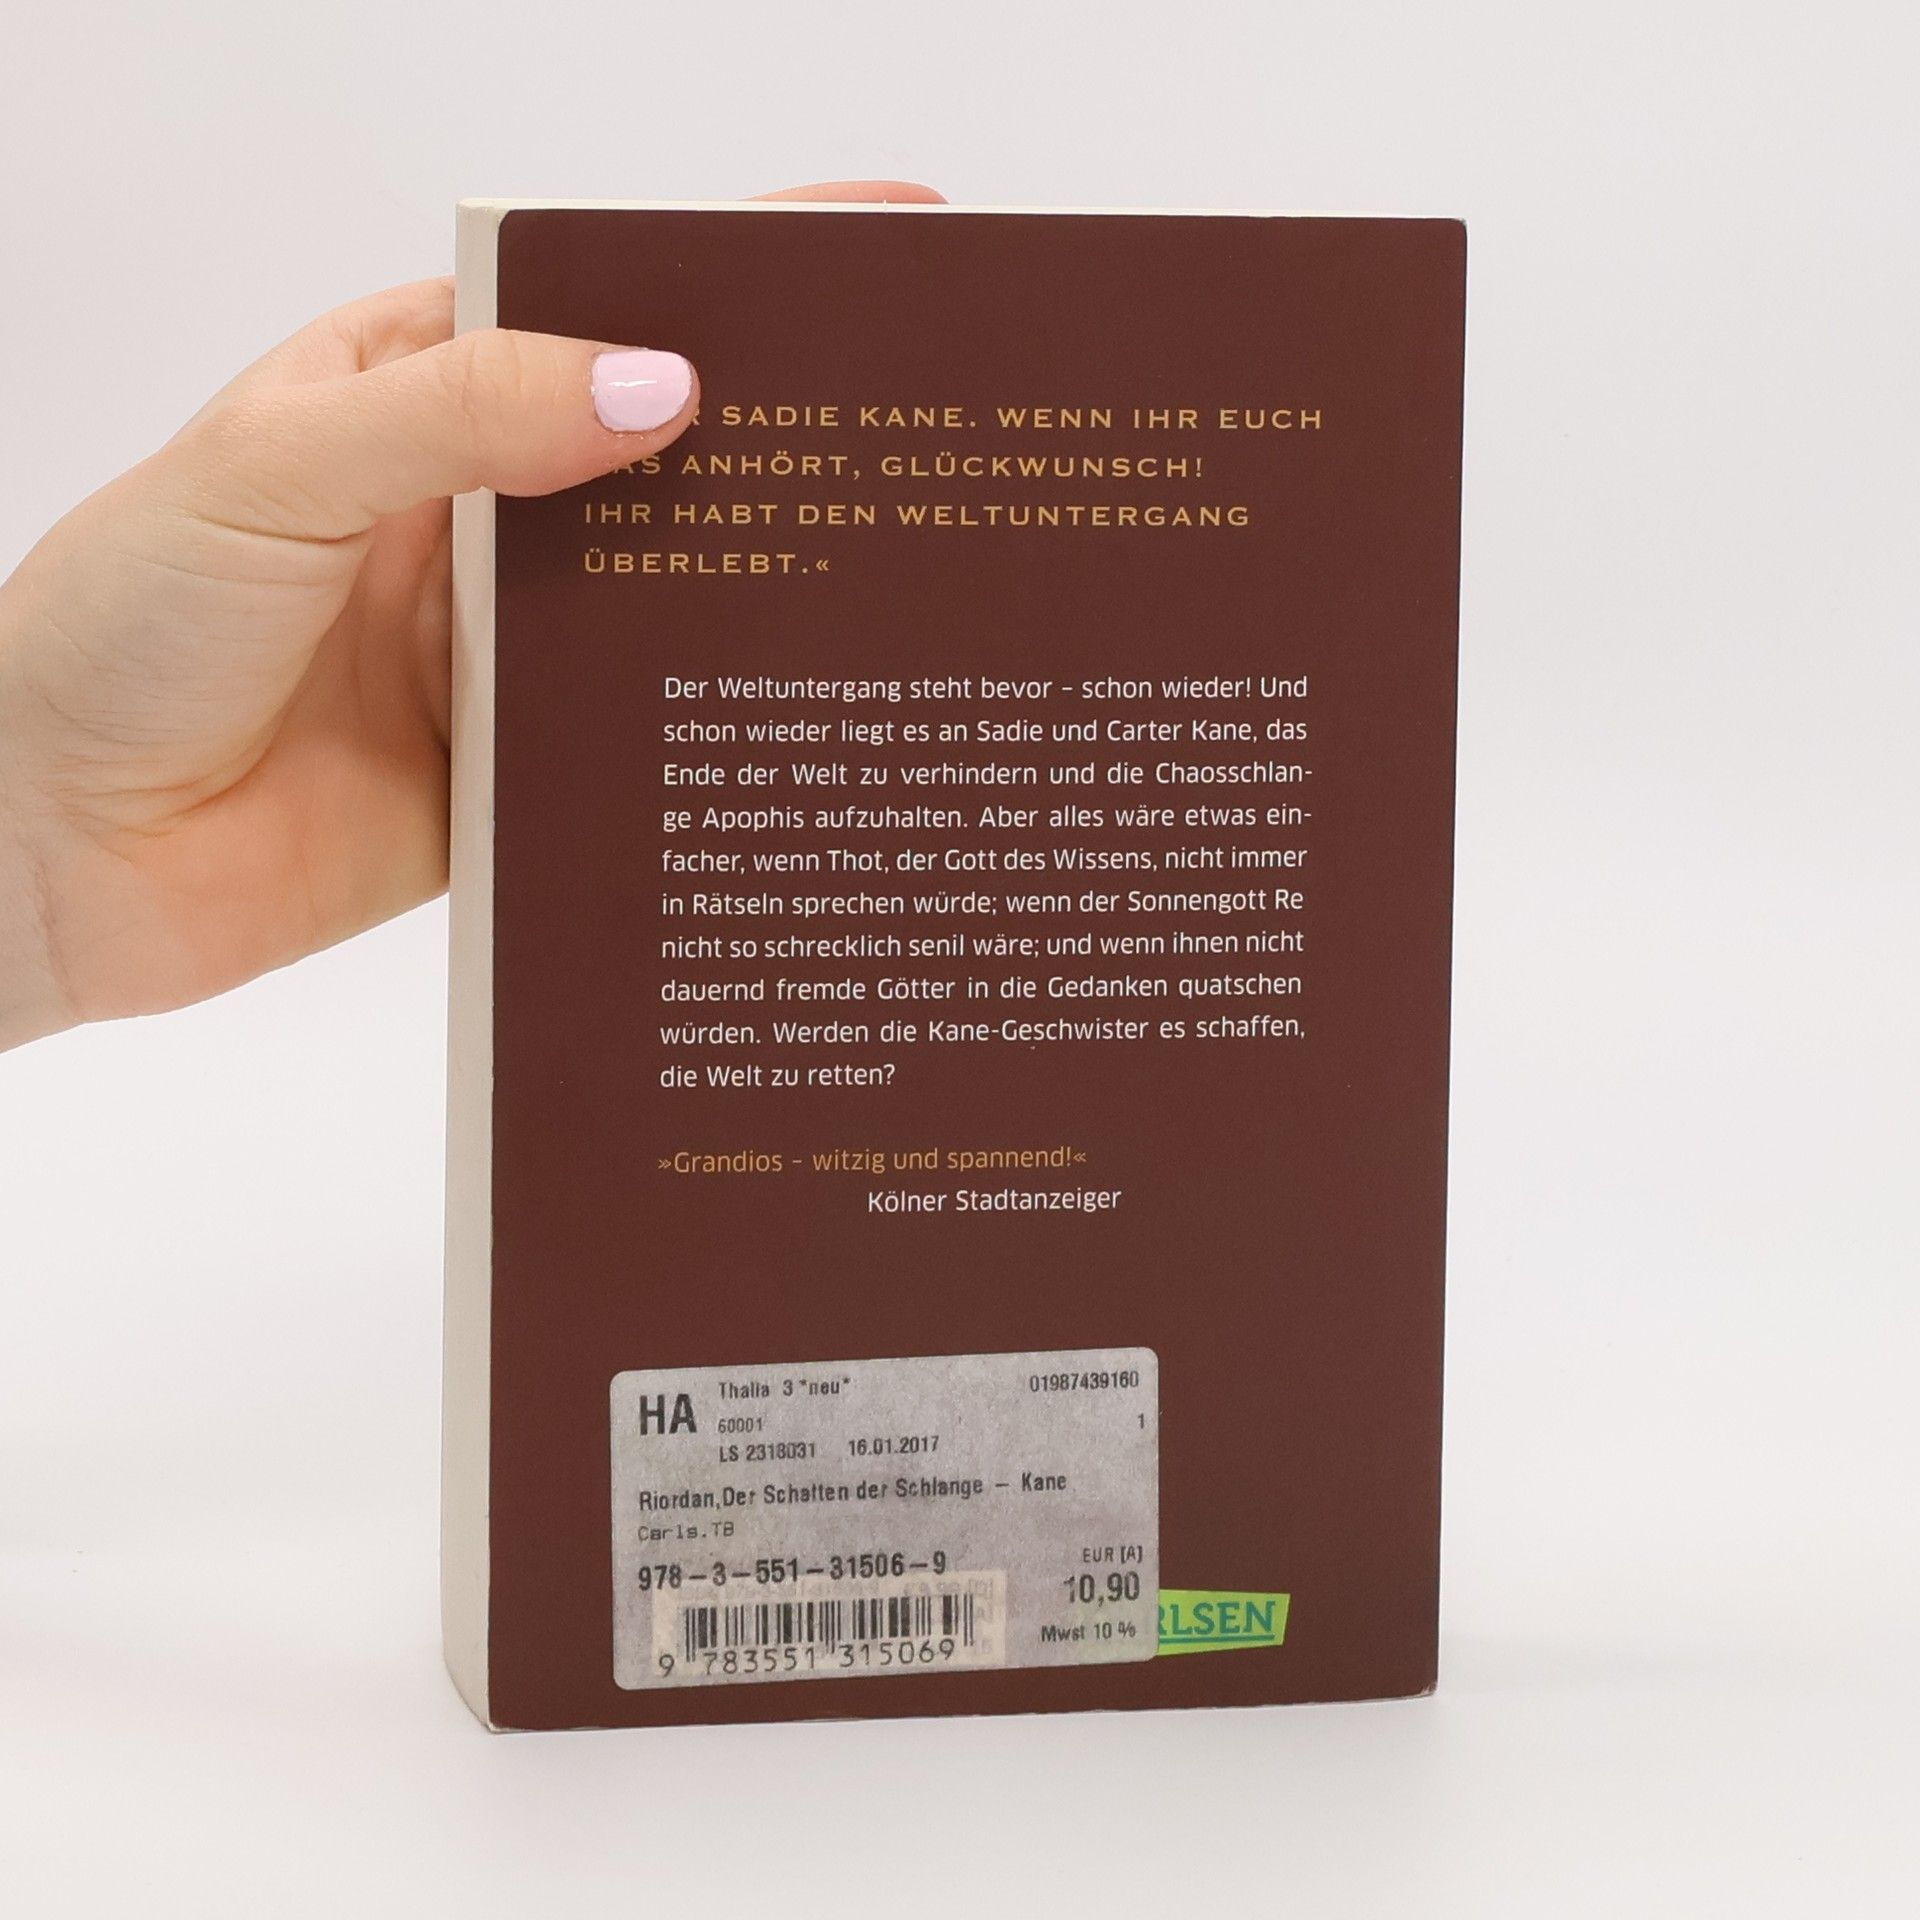 SADIE KANE. WENN IHR EUCH
ANHÖRT, GLÜCKWUNSCH!
IHR HABT DEN WELTUNTERGANG
ÜBERLEBT.«
Der Weltuntergang steht bevor – schon wieder! Und
schon wieder liegt es an Sadie und Carter Kane, das
Ende der Welt zu verhindern und die Chaosschlan-
ge Apophis aufzuhalten. Aber alles wäre etwas ein-
facher, wenn Thot, der Gott des Wissens, nicht immer
in Rätseln sprechen würde; wenn der Sonnengott Re
nicht so schrecklich senil wäre; und wenn ihnen nicht
dauernd fremde Götter in die Gedanken quatschen
würden. Werden die Kane-Geschwister es schaffen,
die Welt zu retten?
»Grandios – witzig und spannend!«
Kölner Stadtanzeiger
HA Thalia 3 *neu* 01987439160
60001 1
LS 2318031 16.01.2017
Riordan,Der Schatten der Schlange – Kane
Carls.TB
978-3-551-31506-9 EUR [A]
10,90
Mwst 10 %
9 783551 315069
RLSEN